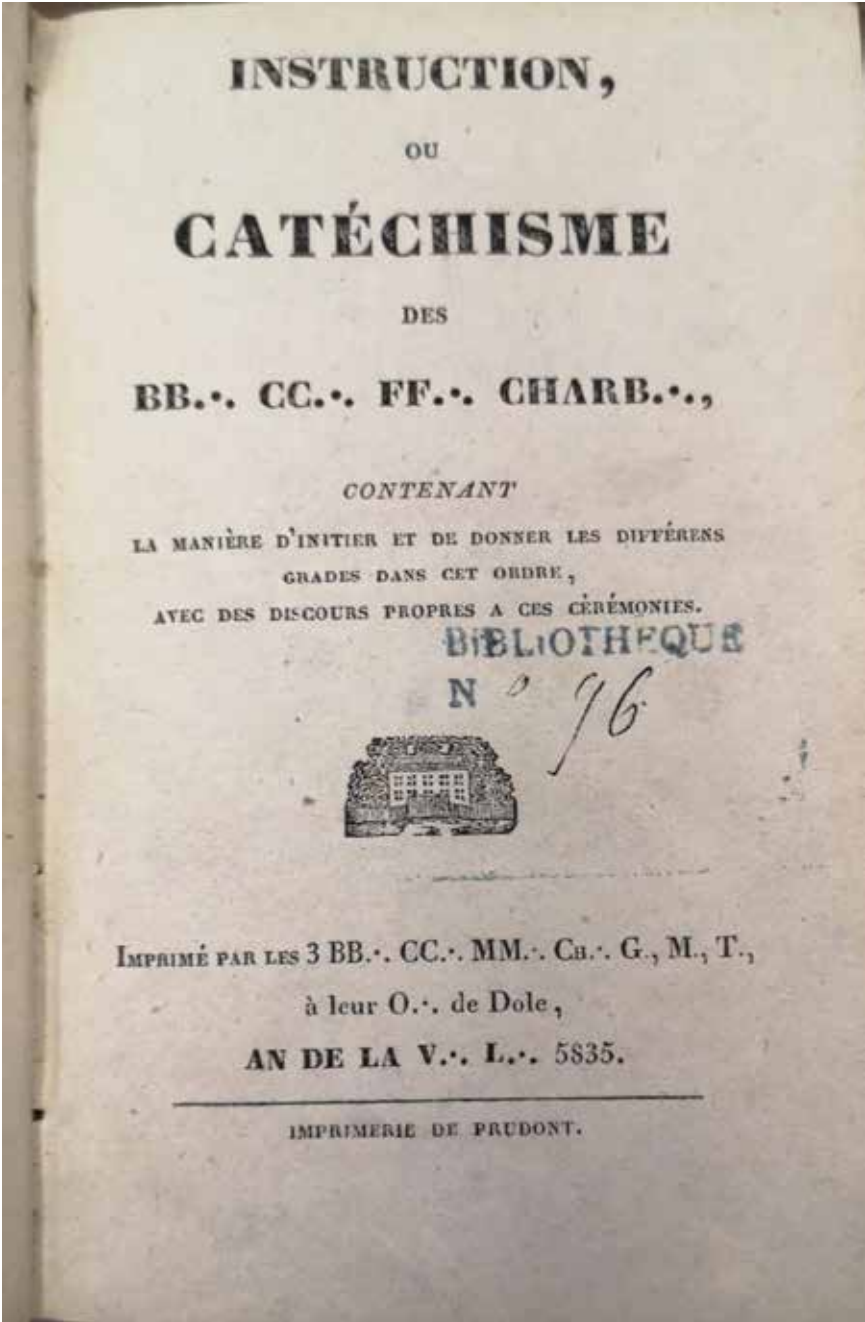 INSTRUCTION,
OU
CATÉCHISME
DES
BB.·. CC.·. FF.·. CHARB.·.,
CONTENANT
LA MANIÈRE D'INITIER ET DE DONNER LES DIFFÉRENS
GRADES DANS CET ORDRE,
AVEC DES DISCOURS PROPRES A CES CÉRÉMONIES.
BIBLIOTHEQUE
N° 96
IMPRIMÉ PAR LES 3 BB.·. CC.·. MM.·. CH.·. G., M., T.,
à leur O.·. de Dole,
AN DE LA V.·. L.·. 5835.
IMPRIMERIE DE PRUDONT.